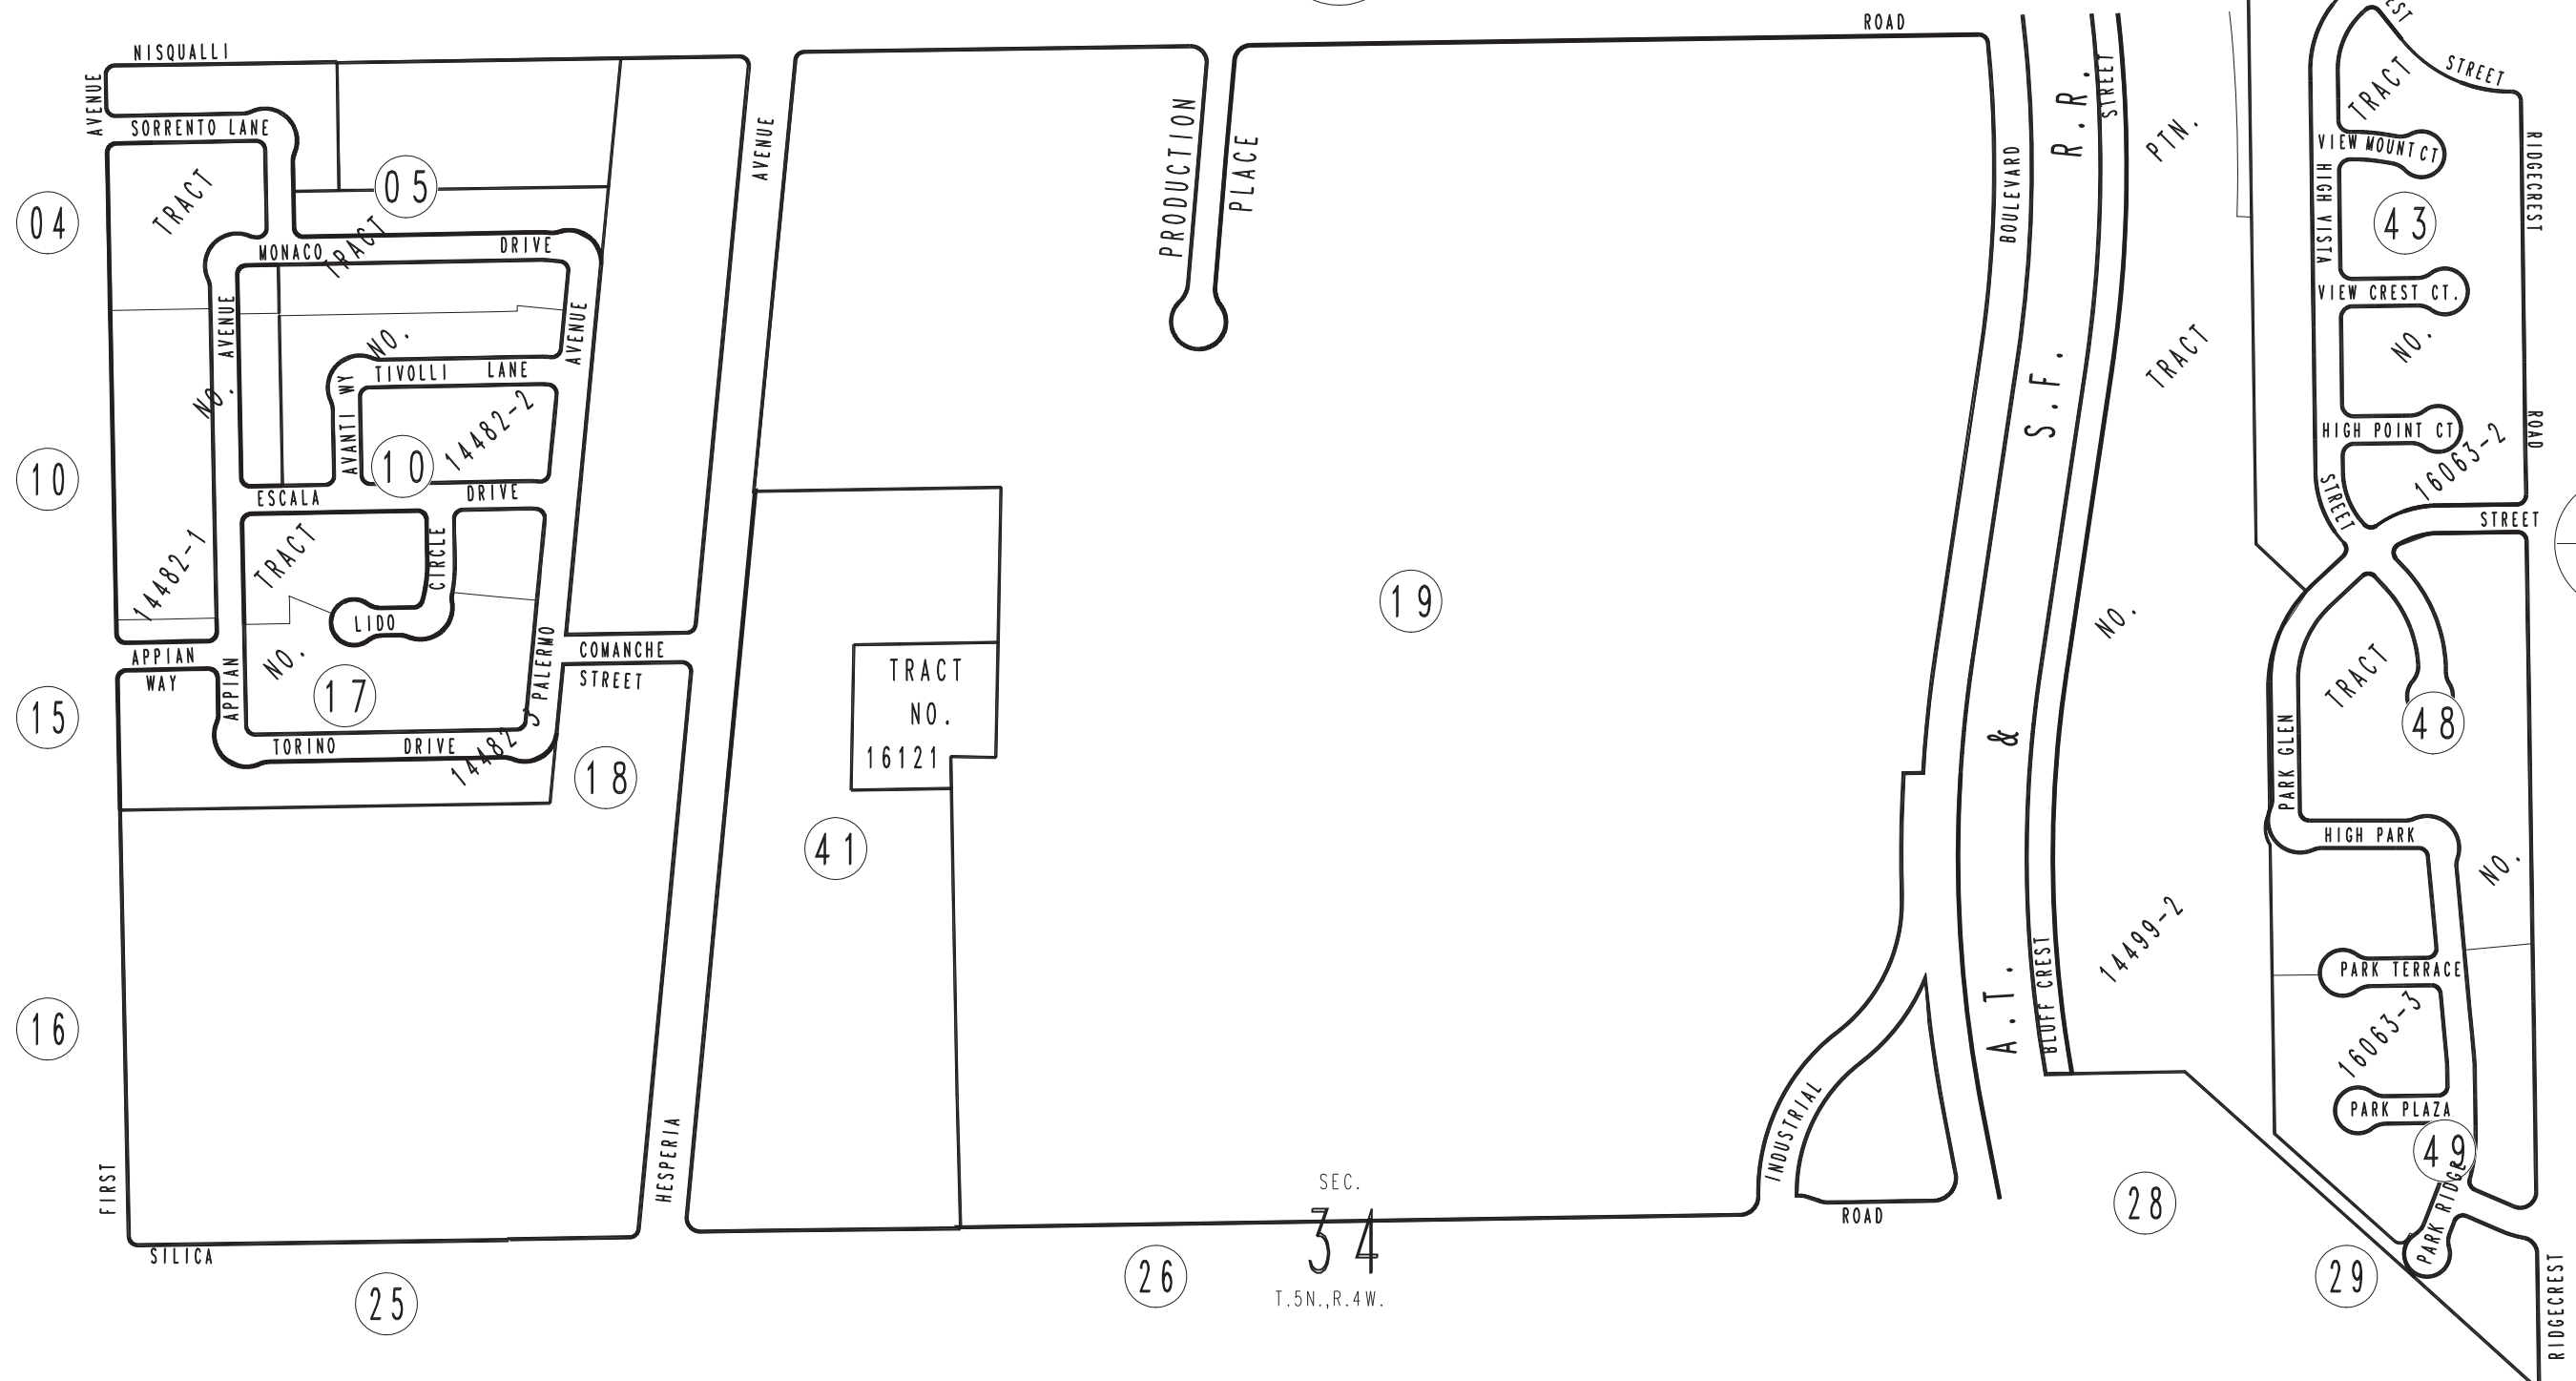 NISQUALLI
ROAD
AVENUE
SORRENTO LANE
TRACT
04
05
TRACT
MONACO
DRIVE
AVENUE
AVENUE
NO.
NO.
TIVOLLI LANE
AVANTI WY
14482-2
10
10
ESCALA
DRIVE
14482-1
TRACT
CIRCLE
LIDO
NO.
APPIAN
WAY
APPIAN
17
PALERMO
15
TORINO DRIVE
14482-3
COMANCHE
STREET
18
16
FIRST
SILICA
25
AVENUE
HESPERIA
PRODUCTION
PLACE
19
TRACT
NO.
16121
41
SEC.
34
T.5N.,R.4W.
26
INDUSTRIAL
BOULEVARD
ROAD
A.T. & S.F. R.R.
STREET
BLUFF CREST
PTN.
TRACT
NO.
14499-2
28
EST
STREET
TRACT
VIEW MOUNT CT
HIGH VISTA
43
RIDGECREST
VIEW CREST CT.
NO.
HIGH POINT CT
16063-2
ROAD
STREET
STREET
TRACT
48
PARK GLEN
HIGH PARK
NO.
PARK TERRACE
16063-3
PARK PLAZA
49
PARK RIDGE
29
RIDGECREST